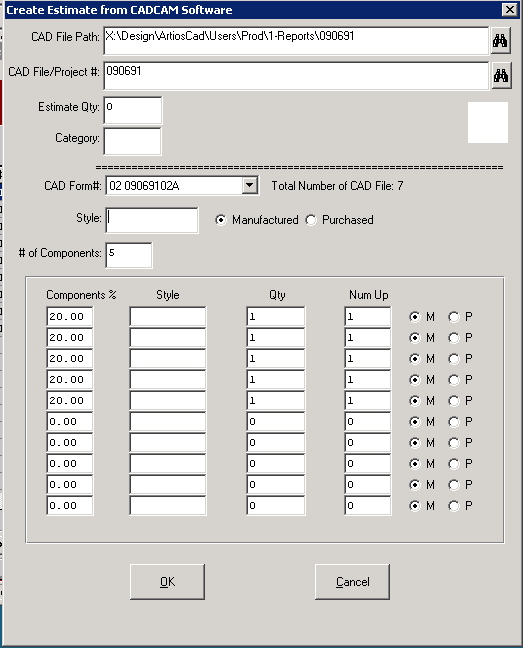 Create Estimate from CADCAM Software
CAD File Path: X:\Design\ArtiosCad\Users\Prod\1-Reports\090691
CAD File/Project #: 090691
Estimate Qty: 0
Category:
CAD Form#: 02 09069102A Total Number of CAD File: 7
Style: Manufactured Purchased
# of Components: 5
Components % Style Qty Num Up
20.00 1 1 M P
20.00 1 1 M P
20.00 1 1 M P
20.00 1 1 M P
20.00 1 1 M P
0.00 0 0 M P
0.00 0 0 M P
0.00 0 0 M P
0.00 0 0 M P
0.00 0 0 M P
OK Cancel